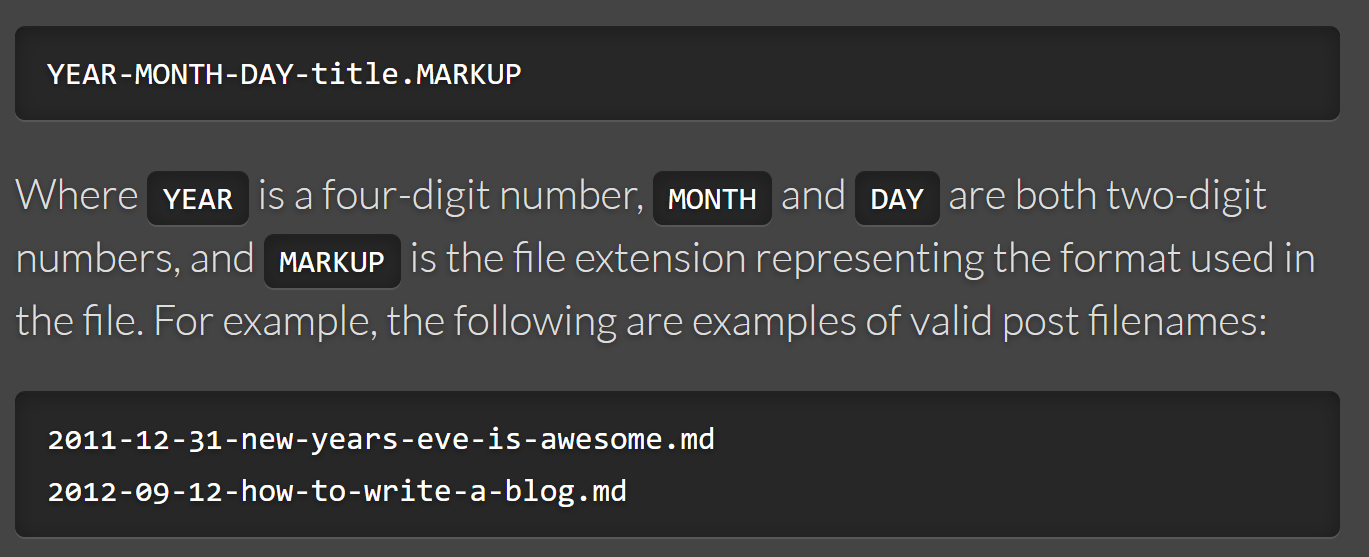 YEAR-MONTH-DAY-title.MARKUP
Where YEAR is a four-digit number, MONTH and DAY are both two-digit
numbers, and MARKUP is the file extension representing the format used in
the file. For example, the following are examples of valid post filenames:
2011-12-31-new-years-eve-is-awesome.md
2012-09-12-how-to-write-a-blog.md